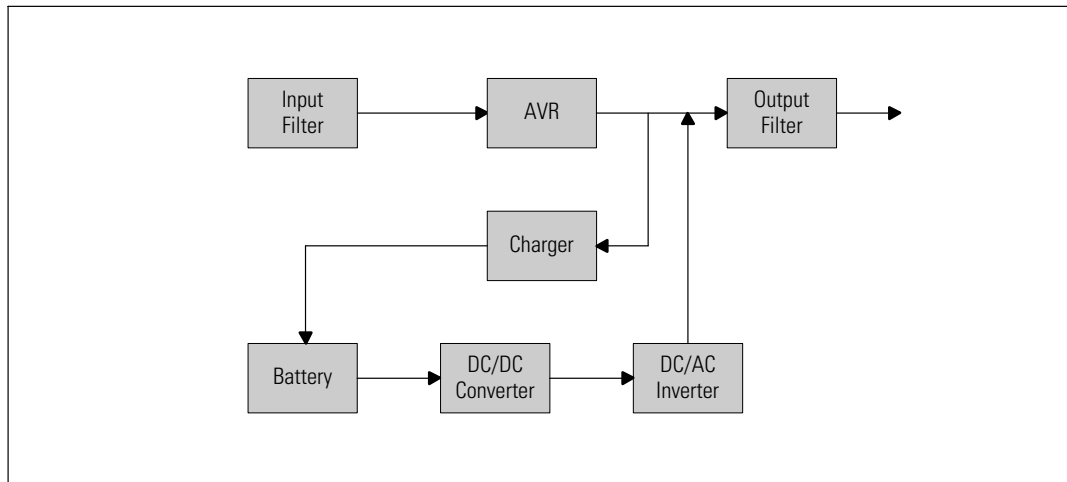 Input
Filter
AVR
Output
Filter
Charger
Battery
DC/DC
Converter
DC/AC
Inverter